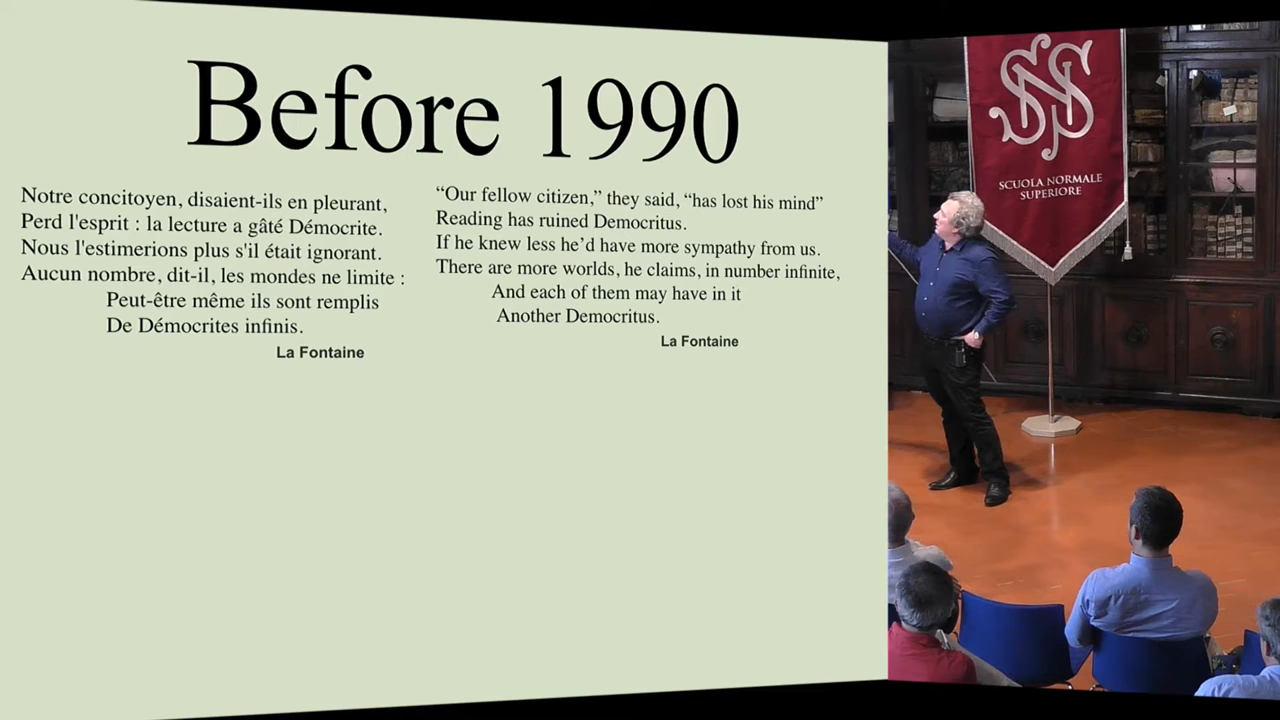 Before 1990
Notre concitoyen, disaient-ils en pleurant,
Perd l'esprit : la lecture a gâté Démocrite.
Nous l'estimerions plus s'il était ignorant.
Aucun nombre, dit-il, les mondes ne limite :
Peut-être même ils sont remplis
De Démocrites infinis.
La Fontaine
“Our fellow citizen,” they said, “has lost his mind”
Reading has ruined Democritus.
If he knew less he’d have more sympathy from us.
There are more worlds, he claims, in number infinite,
And each of them may have in it
Another Democritus.
La Fontaine
SNS
SCUOLA NORMALE
SUPERIORE